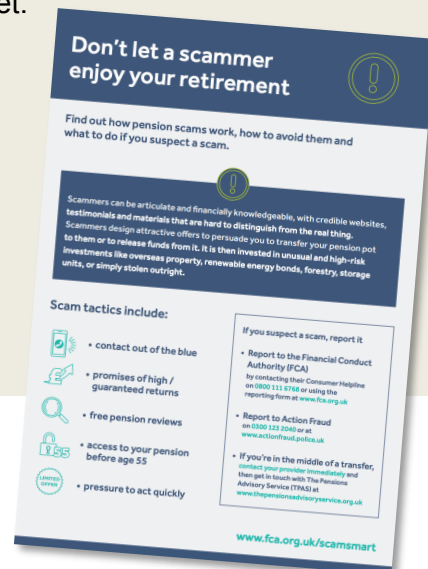 et.
Don't let a scammer
enjoy your retirement
Find out how pension scams work, how to avoid them and
what to do if you suspect a scam.
Scammers can be articulate and financially knowledgeable, with credible websites,
testimonials and materials that are hard to distinguish from the real thing.
Scammers design attractive offers to persuade you to transfer your pension pot
to them or to release funds from it. It is then invested in unusual and high-risk
investments like overseas property, renewable energy bonds, forestry, storage
units, or simply stolen outright.
Scam tactics include:
• contact out of the blue
• promises of high /
guaranteed returns
• free pension reviews
£55
• access to your pension
before age 55
LIMITED
OFFER
• pressure to act quickly
If you suspect a scam, report it
• Report to the Financial Conduct
Authority (FCA)
by contacting their Consumer Helpline
on 0800 111 6768 or using the
reporting form at www.fca.org.uk
• Report to Action Fraud
on 0300 123 2040 or at
www.actionfraud.police.uk
• If you're in the middle of a transfer,
contact your provider immediately and
then get in touch with The Pensions
Advisory Service (TPAS) at
www.thepensionsadvisoryservice.org.uk
www.fca.org.uk/scamsmart